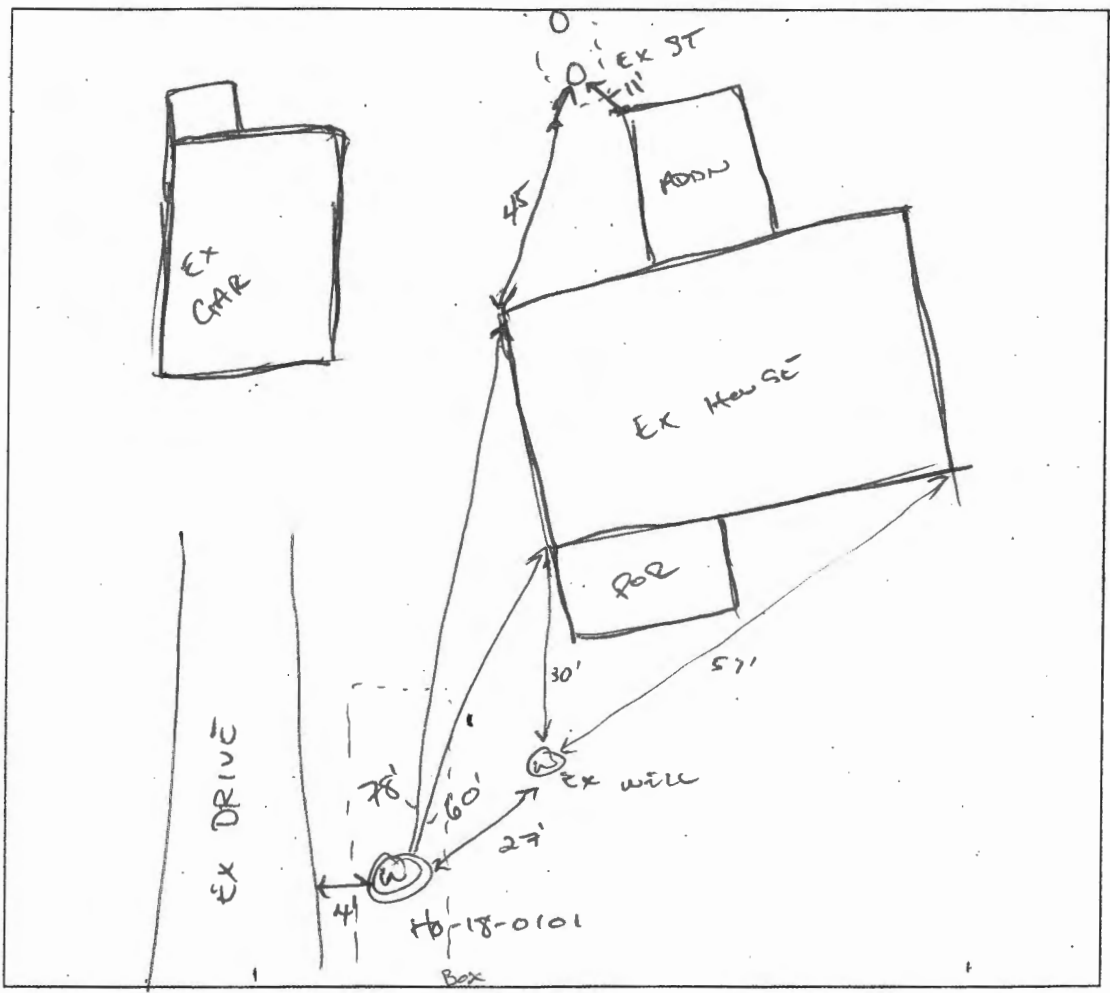 EX ST
11'
ADDN
45
EX
GAR
EX HOUSE
POR
30'
57'
EX DRIVE
78'
60'
EX WELL
27'
4'
HO-18-0101
BOX